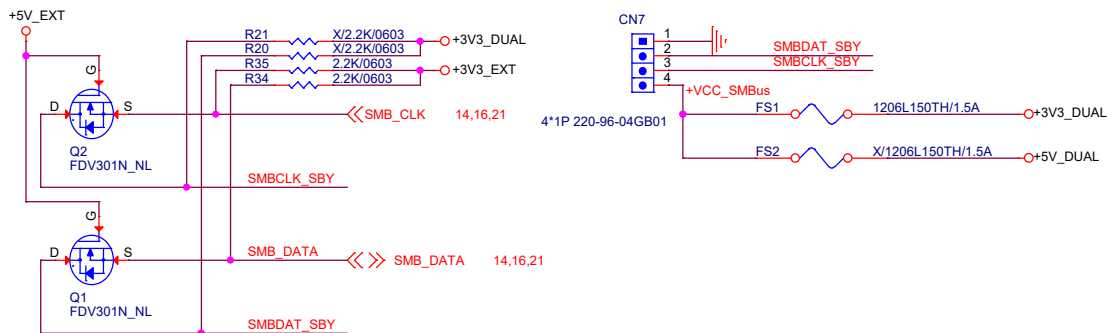 +5V_EXT
R21 X/2.2K/0603 +3V3_DUAL
R20 X/2.2K/0603
R35 2.2K/0603 +3V3_EXT
R34 2.2K/0603
G
D S
SMB_CLK 14,16,21
Q2
FDV301N_NL
SMBCLK_SBY
G
D S
SMB_DATA SMB_DATA 14,16,21
Q1
FDV301N_NL
SMBDAT_SBY
CN7
1
2 SMBDAT_SBY
3 SMBCLK_SBY
4
+VCC_SMBus
4*1P 220-96-04GB01
FS1 1206L150TH/1.5A +3V3_DUAL
FS2 X/1206L150TH/1.5A +5V_DUAL